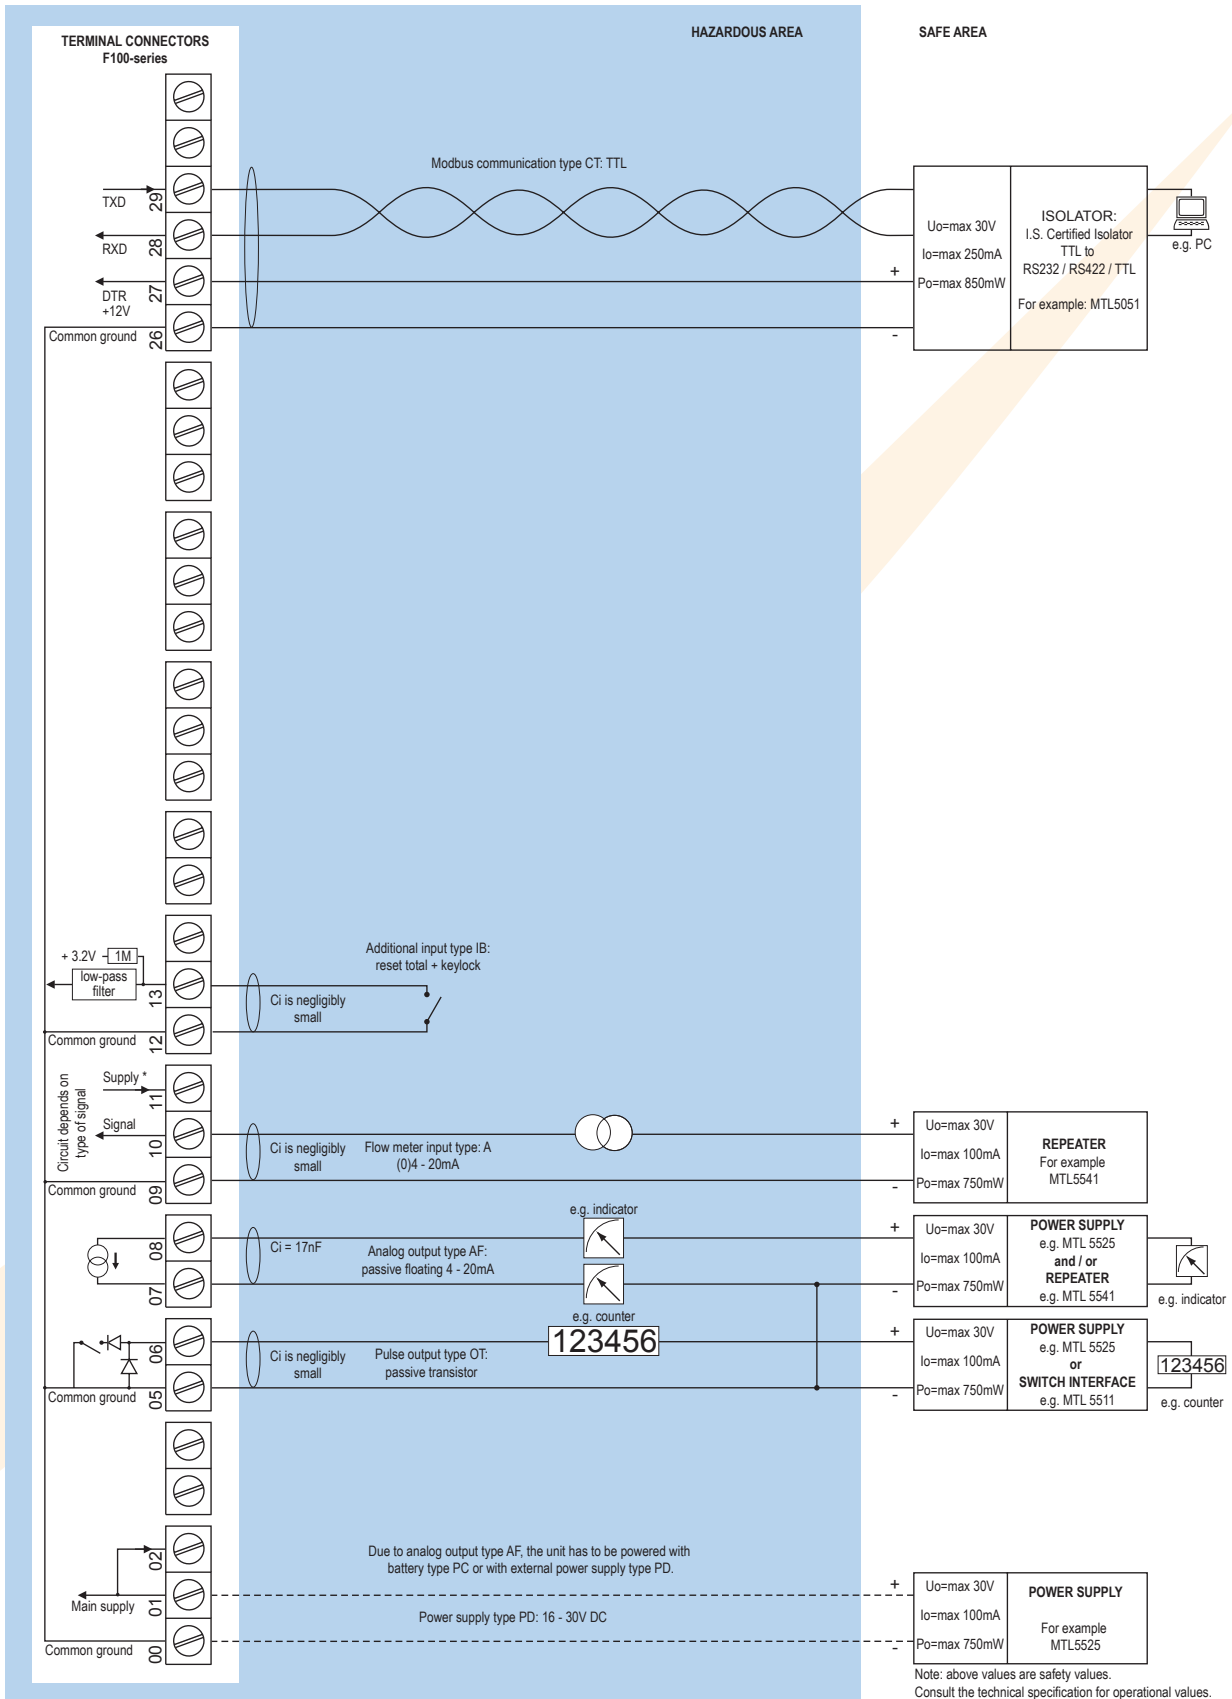 TERMINAL CONNECTORS
F100-series
HAZARDOUS AREA
SAFE AREA
Modbus communication type CT: TTL
TXD
29
RXD
28
DTR
+12V
27
Common ground
26
+
-
Uo=max 30V
Io=max 250mA
Po=max 850mW
ISOLATOR:
I.S. Certified Isolator
TTL to
RS232 / RS422 / TTL
For example: MTL5051
e.g. PC
+ 3.2V
1M
low-pass
filter
13
Common ground
12
Ci is negligibly
small
Additional input type IB:
reset total + keylock
Circuit depends on
type of signal
Supply *
11
Signal
10
Common ground
09
Ci is negligibly
small
Flow meter input type: A
(0)4 - 20mA
+
-
Uo=max 30V
Io=max 100mA
Po=max 750mW
REPEATER
For example
MTL5541
08
07
Ci = 17nF
Analog output type AF:
passive floating 4 - 20mA
e.g. indicator
+
-
Uo=max 30V
Io=max 100mA
Po=max 750mW
POWER SUPPLY
e.g. MTL 5525
and / or
REPEATER
e.g. MTL 5541
e.g. indicator
06
Common ground
05
Ci is negligibly
small
Pulse output type OT:
passive transistor
e.g. counter
123456
+
-
Uo=max 30V
Io=max 100mA
Po=max 750mW
POWER SUPPLY
e.g. MTL 5525
or
SWITCH INTERFACE
e.g. MTL 5511
123456
e.g. counter
02
Main supply
01
Common ground
00
Due to analog output type AF, the unit has to be powered with
battery type PC or with external power supply type PD.
Power supply type PD: 16 - 30V DC
+
-
Uo=max 30V
Io=max 100mA
Po=max 750mW
POWER SUPPLY
For example
MTL5525
Note: above values are safety values.
Consult the technical specification for operational values.